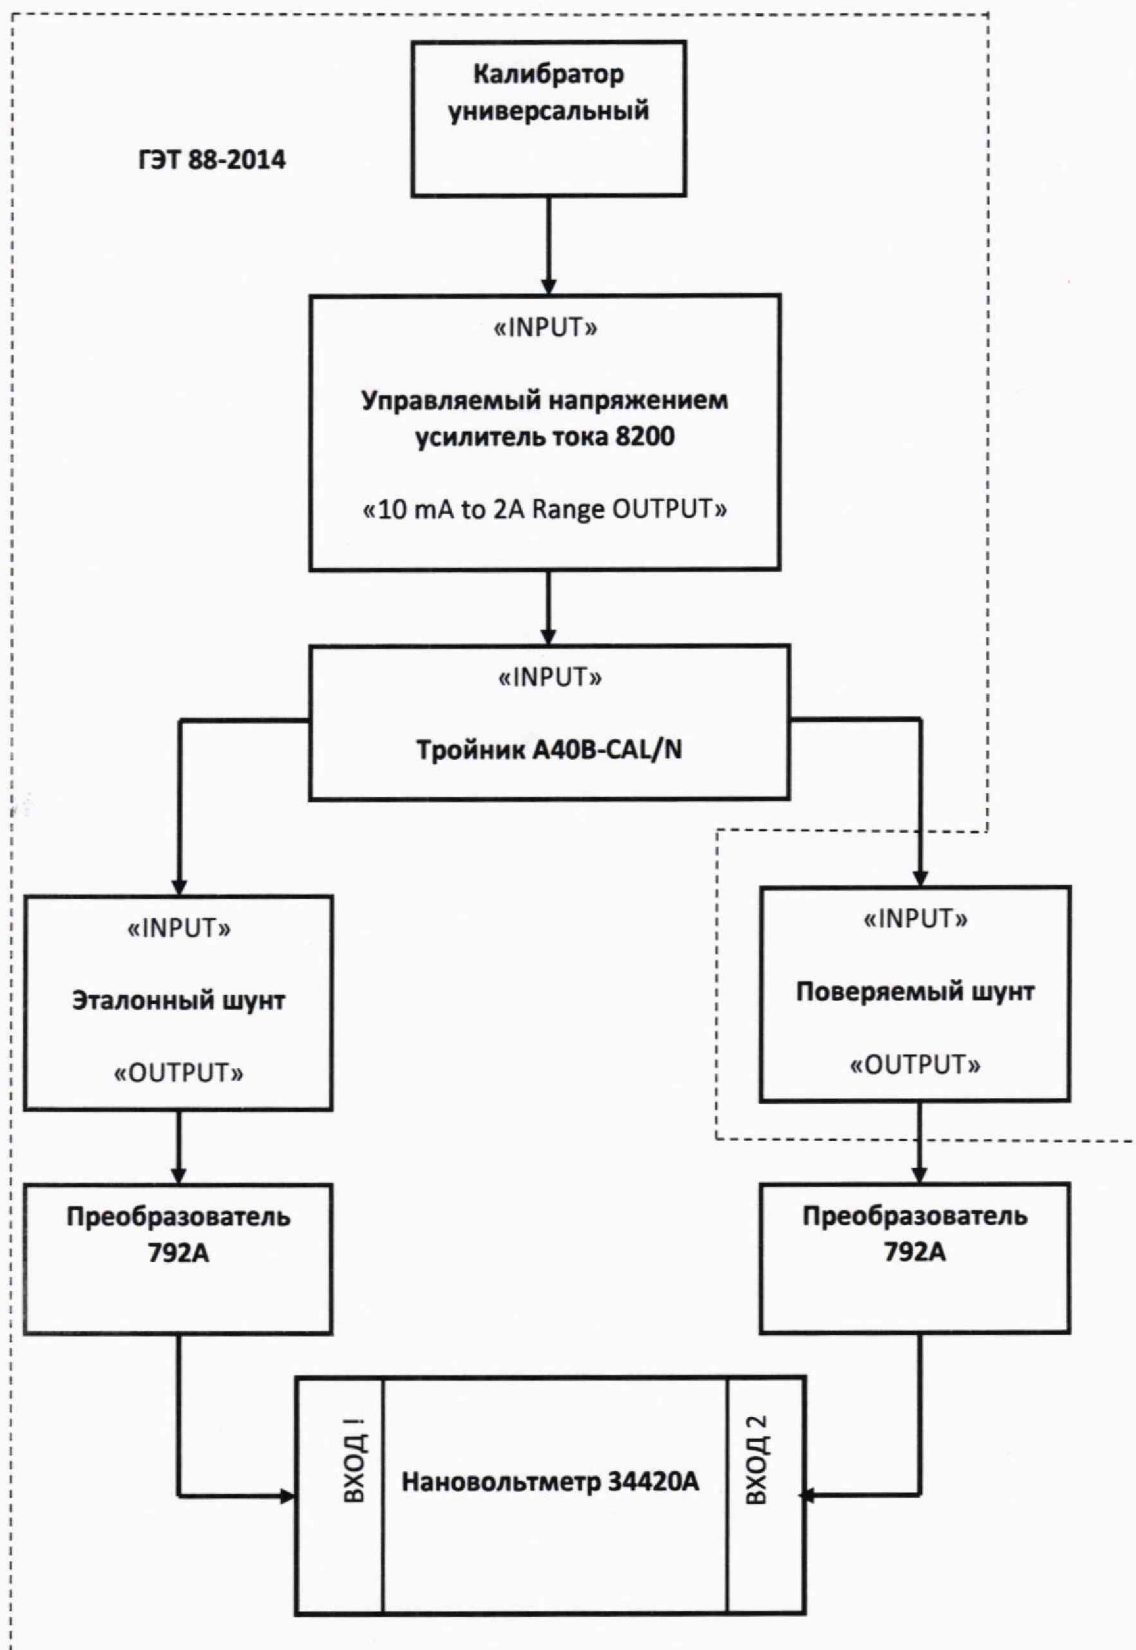 Калибратор
универсальный
ГЭТ 88-2014
«INPUT»
Управляемый напряжением
усилитель тока 8200
«10 mA to 2A Range OUTPUT»
«INPUT»
Тройник A40B-CAL/N
«INPUT»
Эталонный шунт
«OUTPUT»
«INPUT»
Поверяемый шунт
«OUTPUT»
Преобразователь
792A
Преобразователь
792A
ВХОД !
Нановольтметр 34420A
ВХОД 2